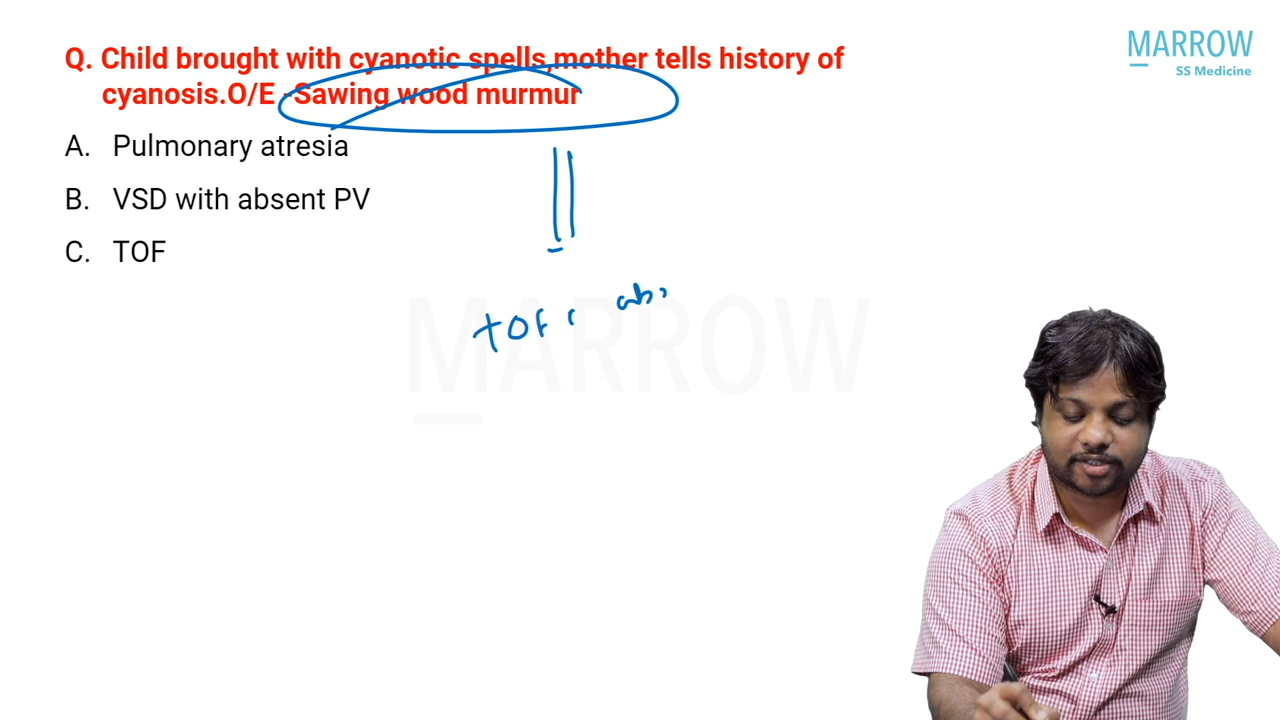 Q. Child brought with cyanotic spells,mother tells history of
cyanosis.O/E -Sawing wood murmur
A. Pulmonary atresia
B. VSD with absent PV
C. TOF
MARROW
SS Medicine
TOF c abs
MARROW